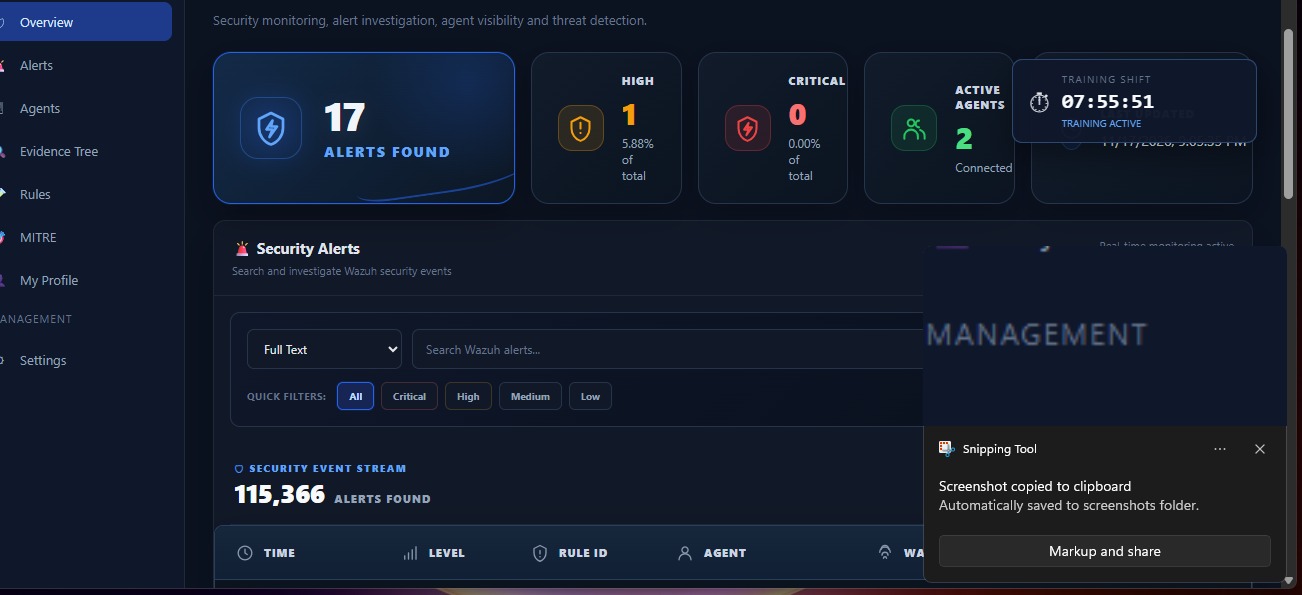 Overview
Alerts
Agents
Evidence Tree
Rules
MITRE
My Profile
ANAGEMENT
Settings
Security monitoring, alert investigation, agent visibility and threat detection.
17
ALERTS FOUND
HIGH
1
5.88%
of
total
CRITICAL
0
0.00%
of
total
ACTIVE
AGENTS
2
Connected
TRAINING SHIFT
07:55:51
TRAINING ACTIVE
Security Alerts
Search and investigate Wazuh security events
Real-time monitoring active
Full Text
Search Wazuh alerts...
QUICK FILTERS:
All
Critical
High
Medium
Low
SECURITY EVENT STREAM
115,366 ALERTS FOUND
TIME
LEVEL
RULE ID
AGENT
WA
MANAGEMENT
Snipping Tool
Screenshot copied to clipboard
Automatically saved to screenshots folder.
Markup and share